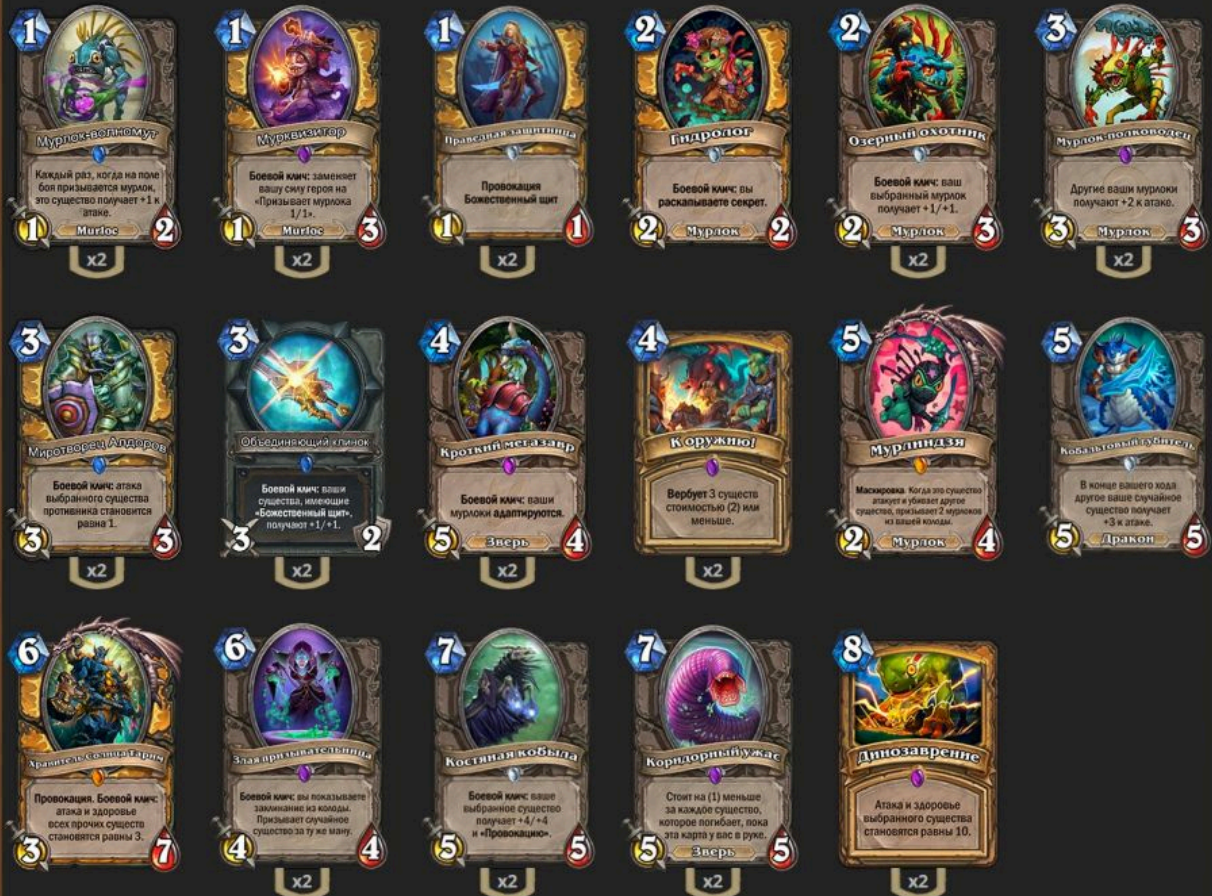 1
Мурлок-волномут
Каждый раз, когда на поле
боя призывается мурлок,
это существо получает +1 к
атаке.
1
Murloc
2
x2
1
Мурквизитор
Боевой клич: заменяет
вашу силу героя на
«Призывает мурлока
1/1».
1
Murloc
3
x2
1
Праведная защитница
Провокация
Божественный щит
1
1
x2
2
Гидролог
Боевой клич: вы
раскапываете секрет.
2
Мурлок
2
x2
2
Озерный охотник
Боевой клич: ваш
выбранный мурлок
получает +1/+1.
2
Мурлок
3
x2
3
Мурлок-полководец
Другие ваши мурлоки
получают +2 к атаке.
3
Мурлок
3
x2
3
Миротворец Алдоров
Боевой клич: атака
выбранного существа
противника становится
равна 1.
3
3
x2
3
Объединяющий клинок
Боевой клич: ваши
существа, имеющие
«Божественный щит»,
получают +1/+1.
3
2
x2
4
Кроткий мегазавр
Боевой клич: ваши
мурлоки адаптируются.
5
Зверь
4
x2
4
К оружию!
Вербует 3 существ
стоимостью (2) или
меньше.
x2
5
Мурлиндзя
Маскировка. Когда это существо
атакует и убивает другое
существо, призывает 2 мурлоков
из вашей колоды.
2
Мурлок
4
5
Кобальтовый губитель
В конце вашего хода
другое ваше случайное
существо получает
+3 к атаке.
5
Дракон
5
x2
6
Хранитель Солнца Тарим
Провокация. Боевой клич:
атака и здоровье
всех прочих существ
становятся равны 3.
3
7
6
Злая призывательница
Боевой клич: вы показываете
заклинание из колоды.
Призывает случайное
существо за ту же ману.
4
4
x2
7
Костяная кобыла
Боевой клич: ваше
выбранное существо
получает +4/+4
и «Провокацию».
5
5
x2
7
Коридорный ужас
Стоит на (1) меньше
за каждое существо,
которое погибает, пока
эта карта у вас в руке.
5
Зверь
5
x2
8
Динозаврение
Атака и здоровье
выбранного существа
становятся равны 10.
x2